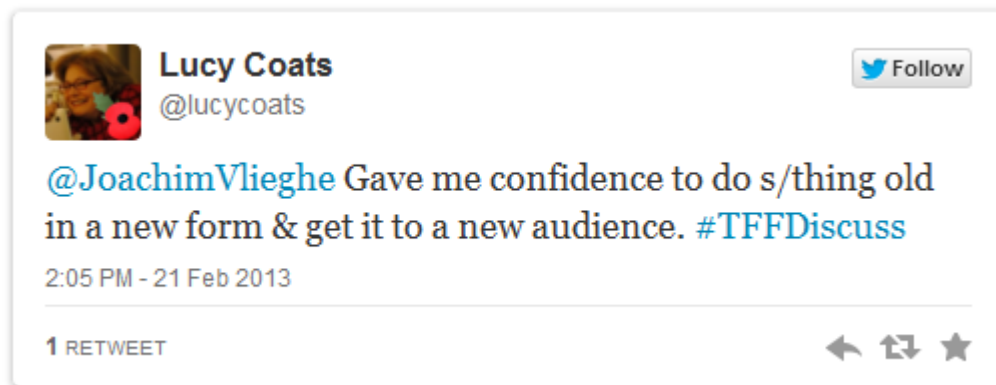 Lucy Coats
Follow
@lucycoats
@JoachimVlieghe Gave me confidence to do s/thing old
in a new form & get it to a new audience. #TFFDiscuss
2:05 PM - 21 Feb 2013
1 RETWEET